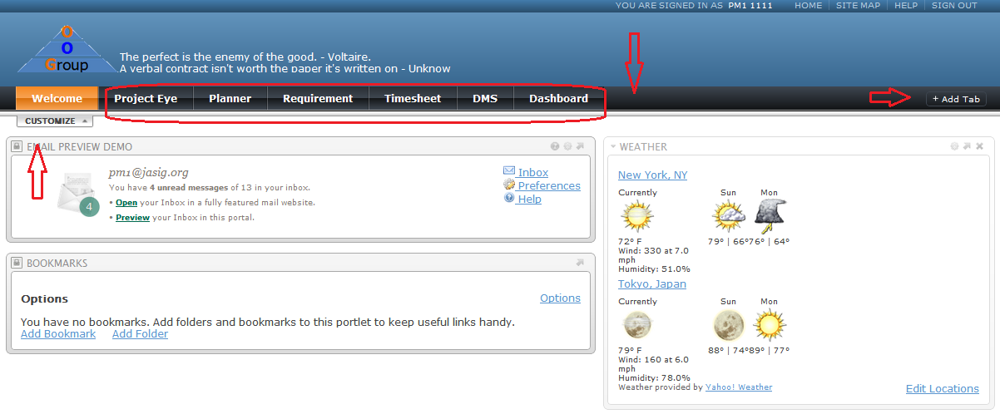 YOU ARE SIGNED IN AS PM1 1111 HOME SITE MAP HELP SIGN OUT
O
O
Group
The perfect is the enemy of the good. - Voltaire.
A verbal contract isn't worth the paper it's written on - Unknow
Welcome Project Eye Planner Requirement Timesheet DMS Dashboard + Add Tab
CUSTOMIZE
EMAIL PREVIEW DEMO
pm1@jasig.org
You have 4 unread messages of 13 in your inbox.
• Open your Inbox in a fully featured mail website.
• Preview your Inbox in this portal.
4
Inbox
Preferences
Help
BOOKMARKS
Options Options
You have no bookmarks. Add folders and bookmarks to this portlet to keep useful links handy.
Add Bookmark Add Folder
WEATHER
New York, NY
Currently Sun Mon
72° F 79° | 66°76° | 64°
Wind: 330 at 7.0
mph
Humidity: 51.0%
Tokyo, Japan
Currently Sun Mon
79° F 88° | 74°89° | 77°
Wind: 160 at 6.0
mph
Humidity: 78.0%
Weather provided by Yahoo! Weather
Edit Locations